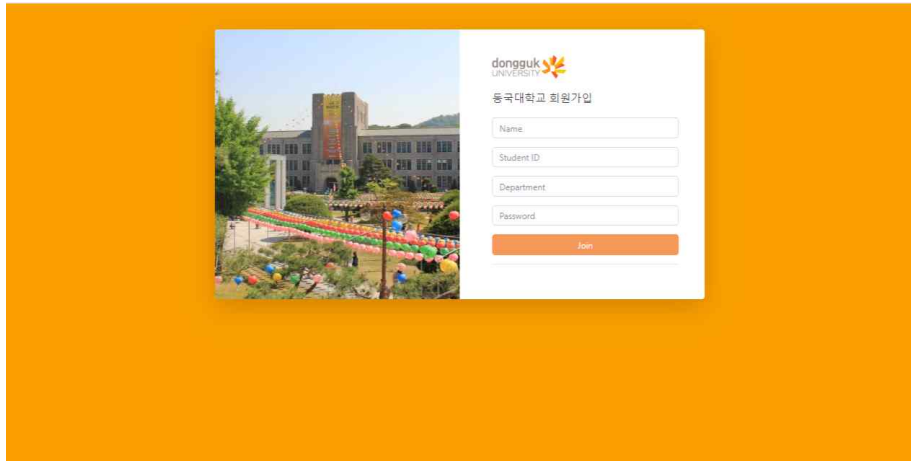 dongguk
UNIVERSITY
동국대학교 회원가입
Name
Student ID
Department
Password
Join